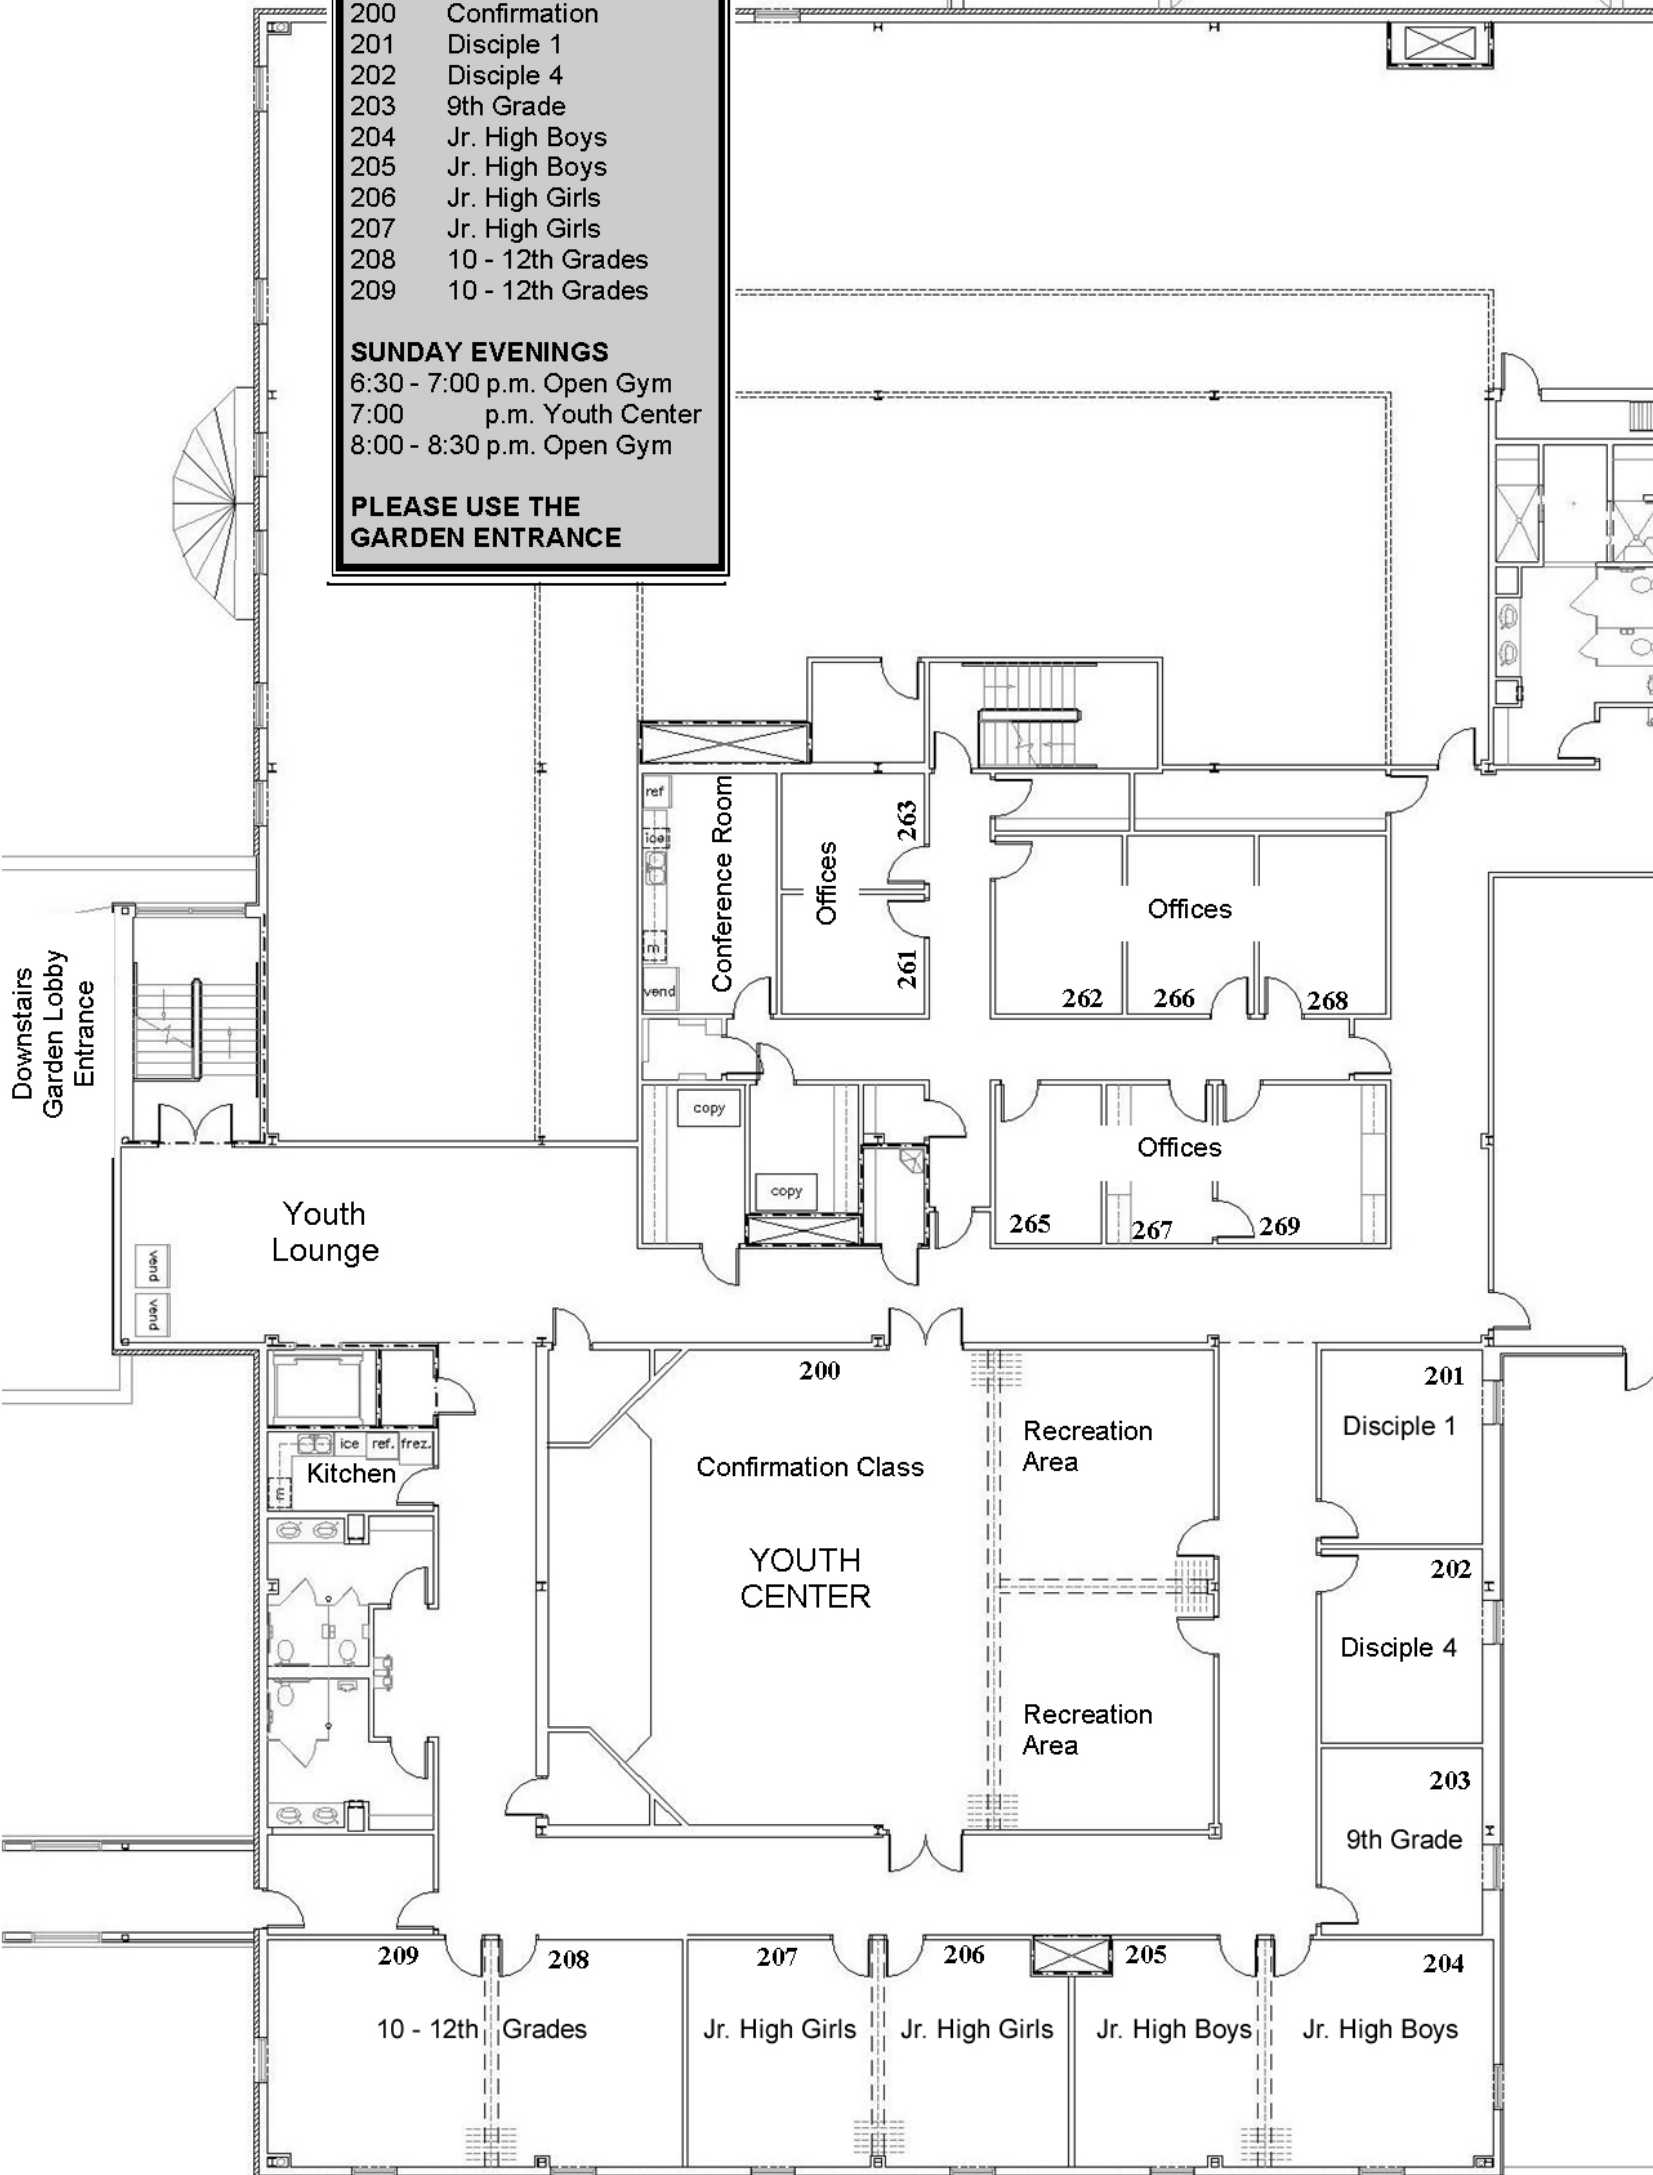 200 Confirmation
201 Disciple 1
202 Disciple 4
203 9th Grade
204 Jr. High Boys
205 Jr. High Boys
206 Jr. High Girls
207 Jr. High Girls
208 10 - 12th Grades
209 10 - 12th Grades
SUNDAY EVENINGS
6:30 - 7:00 p.m. Open Gym
7:00 p.m. Youth Center
8:00 - 8:30 p.m. Open Gym
PLEASE USE THE
GARDEN ENTRANCE
ref
ice
m
vend
Conference Room
Offices
263
261
Offices
262
266
268
Downstairs
Garden Lobby
Entrance
copy
copy
Offices
265
267
269
Youth
Lounge
vend
vend
200
Confirmation Class
YOUTH
CENTER
Recreation
Area
Recreation
Area
ice
ref.
frez.
Kitchen
m
201
Disciple 1
202
Disciple 4
203
9th Grade
209
208
207
206
205
204
10 - 12th Grades
Jr. High Girls
Jr. High Girls
Jr. High Boys
Jr. High Boys